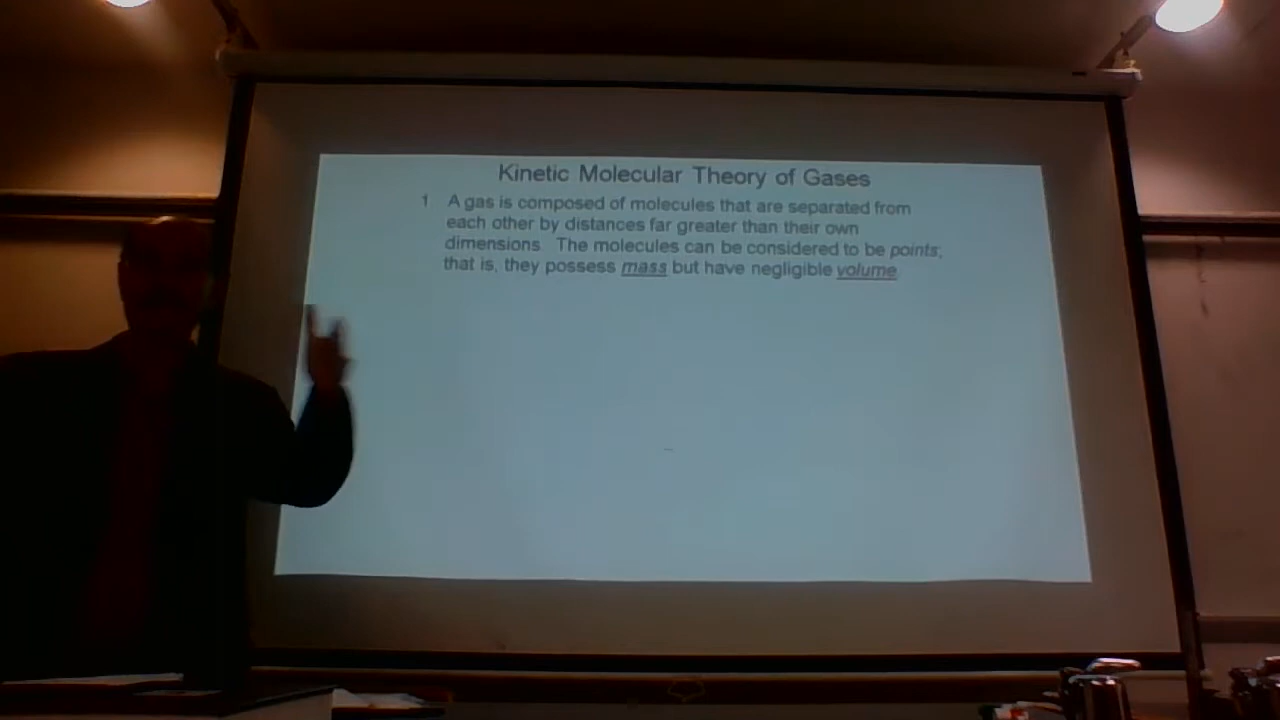 Kinetic Molecular Theory of Gases
1 A gas is composed of molecules that are separated from
each other by distances far greater than their own
dimensions. The molecules can be considered to be points;
that is, they possess mass but have negligible volume.